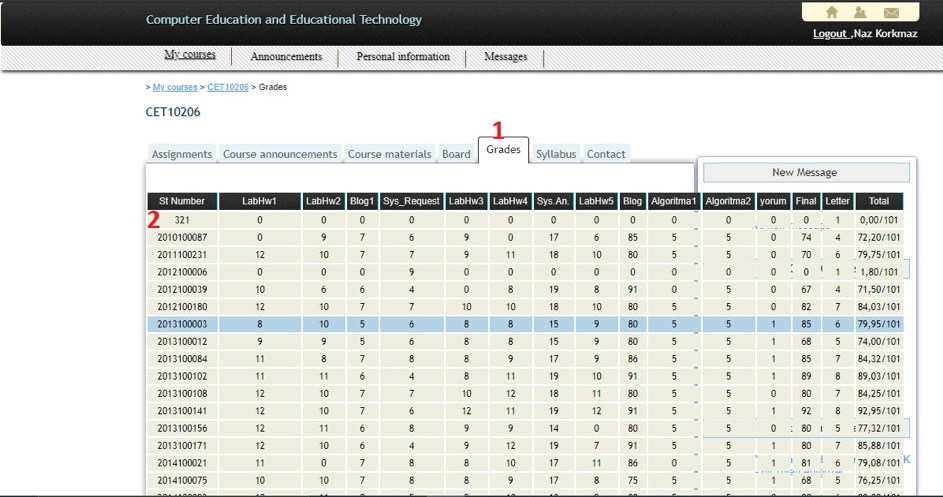 Computer Education and Educational Technology
Logout ,Naz Korkmaz
My courses Announcements Personal information Messages
> My courses > CET10206 > Grades
CET10206
1
Assignments Course announcements Course materials Board Grades Syllabus Contact
New Message
St Number LabHw1 LabHw2 Blog1 Sys_Request LabHw3 LabHw4 Sys.An. LabHw5 Blog Algoritma1 Algoritma2 yorum Final Letter Total
2
321 0 0 0 0 0 0 0 0 0 0 0 0 0 1 0,00/101
2010100087 0 9 7 6 9 0 17 6 85 5 5 0 74 4 72,20/101
2011100231 12 10 7 7 9 11 18 10 80 5 5 0 70 6 79,75/101
2012100006 0 0 0 9 0 0 0 0 0 0 0 0 0 1 1,80/101
2012100039 10 6 6 4 0 8 19 8 91 0 5 0 67 4 71,50/101
2012100180 12 10 7 7 10 10 18 10 80 5 5 0 82 7 84,03/101
2013100003 8 10 5 6 8 8 15 9 80 5 5 1 85 6 79,95/101
2013100012 9 9 5 6 8 8 15 9 80 5 5 1 68 5 74,00/101
2013100084 11 8 7 8 8 9 17 9 86 5 5 1 85 7 84,32/101
2013100102 11 11 6 4 8 11 19 10 91 5 5 1 89 8 89,03/101
2013100108 12 10 7 7 10 12 18 11 80 5 5 0 80 7 84,25/101
2013100141 12 10 7 6 12 11 19 12 91 5 5 1 92 8 92,95/101
2013100156 12 11 6 8 9 9 14 0 80 5 5 0 80 5 77,32/101
2013100171 12 10 6 4 9 12 19 7 91 5 5 1 80 7 85,88/101
2014100021 11 0 7 8 8 10 17 11 86 0 5 1 81 6 79,08/101
2014100075 10 10 7 8 8 9 17 8 75 5 5 1 68 5 76,25/101